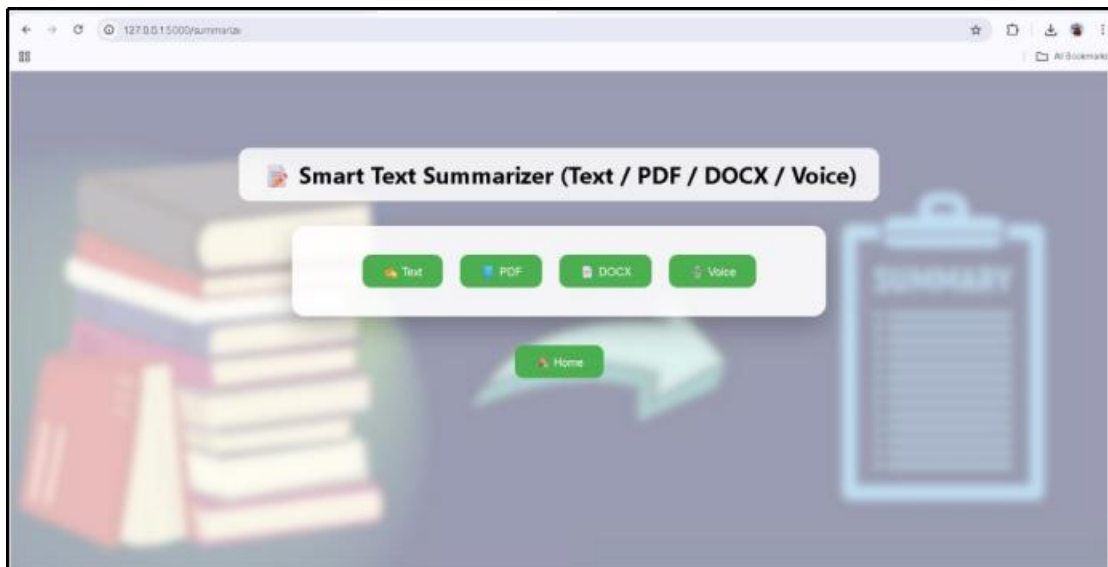 127.0.0.1:5000/summarize
All Bookmarks
📝 Smart Text Summarizer (Text / PDF / DOCX / Voice)
✍️ Text 📘 PDF 📄 DOCX 🎙️ Voice
SUMMARY
🏠 Home